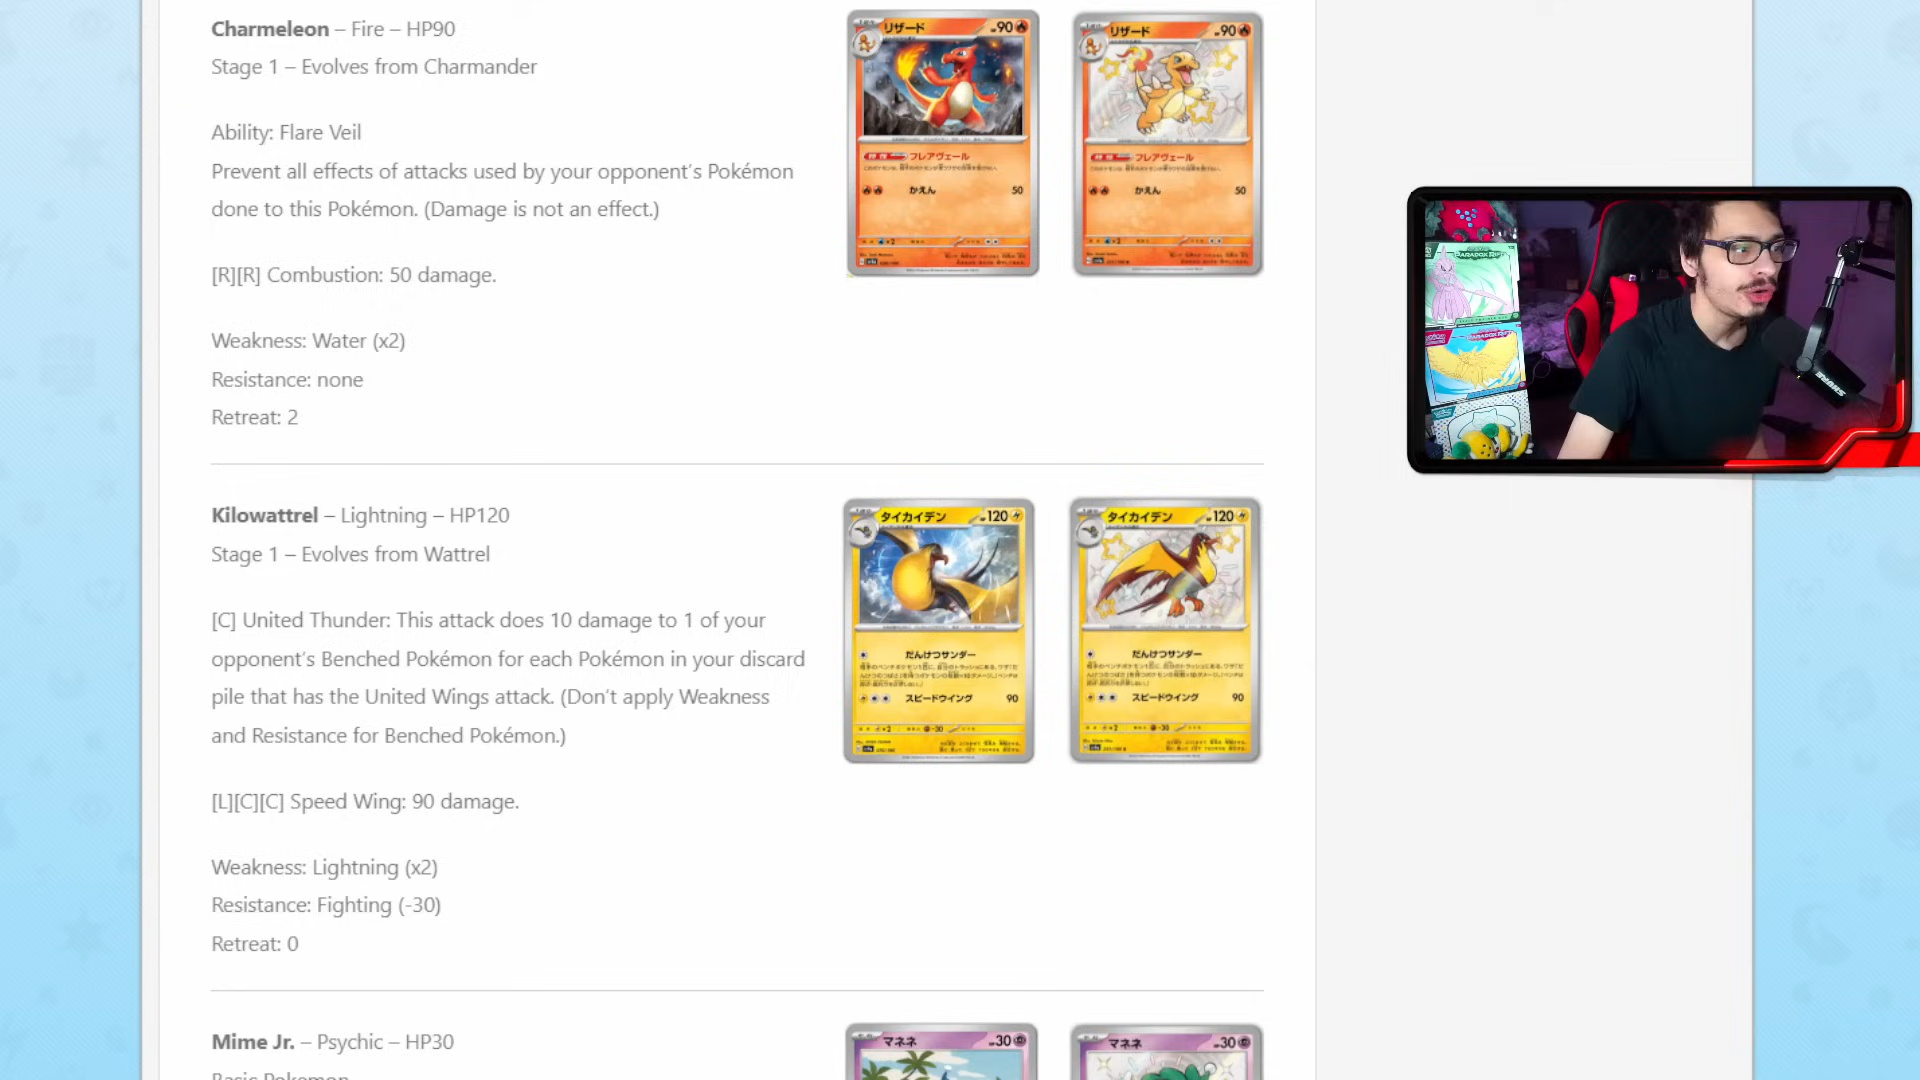 Charmeleon – Fire – HP90
Stage 1 – Evolves from Charmander
Ability: Flare Veil
Prevent all effects of attacks used by your opponent’s Pokémon
done to this Pokémon. (Damage is not an effect.)
[R][R] Combustion: 50 damage.
Weakness: Water (x2)
Resistance: none
Retreat: 2
リザード
90
フレアヴェール
かえん
50
リザード
90
フレアヴェール
かえん
50
PARADOX RIFT
PARADOX RIFT
SHURE
Kilowattrel – Lightning – HP120
Stage 1 – Evolves from Wattrel
[C] United Thunder: This attack does 10 damage to 1 of your
opponent’s Benched Pokémon for each Pokémon in your discard
pile that has the United Wings attack. (Don’t apply Weakness
and Resistance for Benched Pokémon.)
[L][C][C] Speed Wing: 90 damage.
Weakness: Lightning (x2)
Resistance: Fighting (-30)
Retreat: 0
タイカイデン
120
だんけつサンダー
スピードウイング
90
タイカイデン
120
だんけつサンダー
スピードウイング
90
Mime Jr. – Psychic – HP30
Basic Pokemon
マネネ
30
マネネ
30